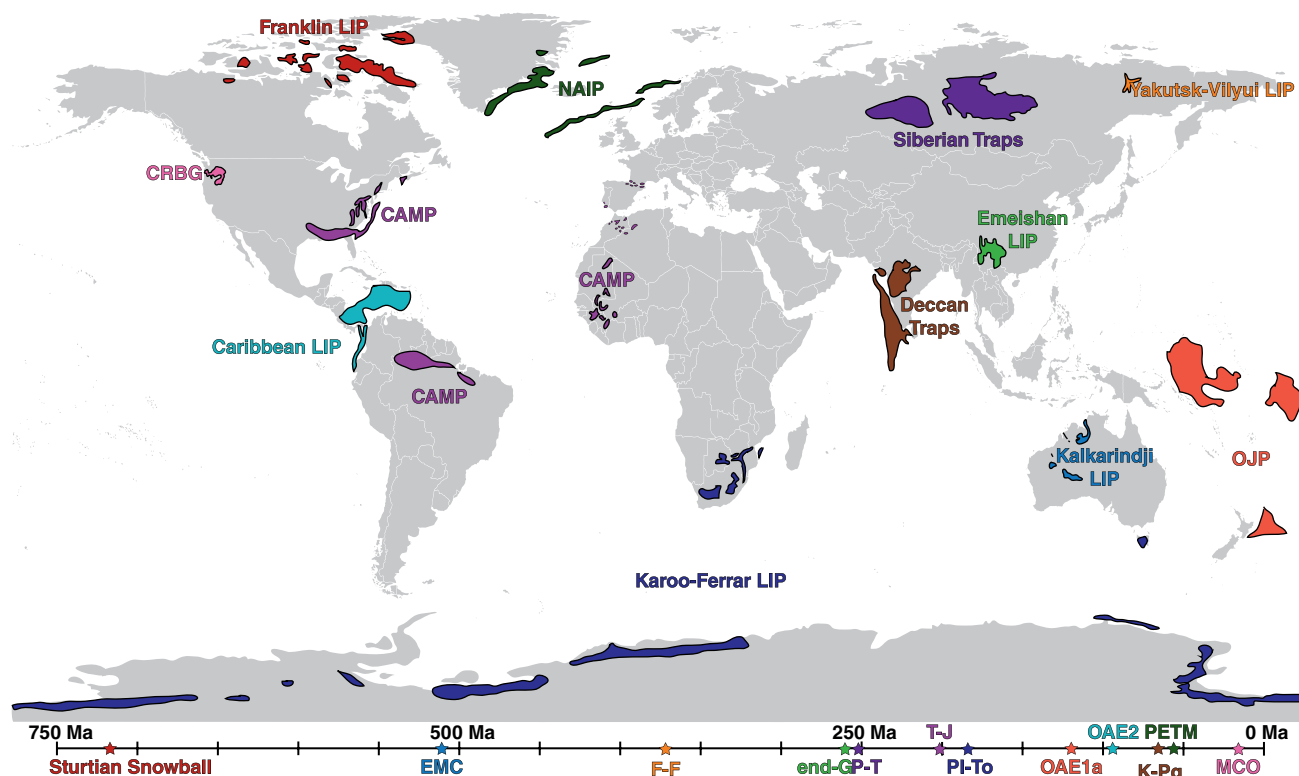 Franklin LIP
NAIP
Yakutsk-Vilyui LIP
Siberian Traps
CRBG
CAMP
Emeishan
LIP
CAMP
Deccan
Traps
Caribbean LIP
CAMP
Kalkarindji
LIP
OJP
Karoo-Ferrar LIP
750 Ma
500 Ma
250 Ma
0 Ma
T-J
OAE2
PETM
Sturtian Snowball
EMC
F-F
end-G
P-T
Pl-To
OAE1a
K-Pg
MCO